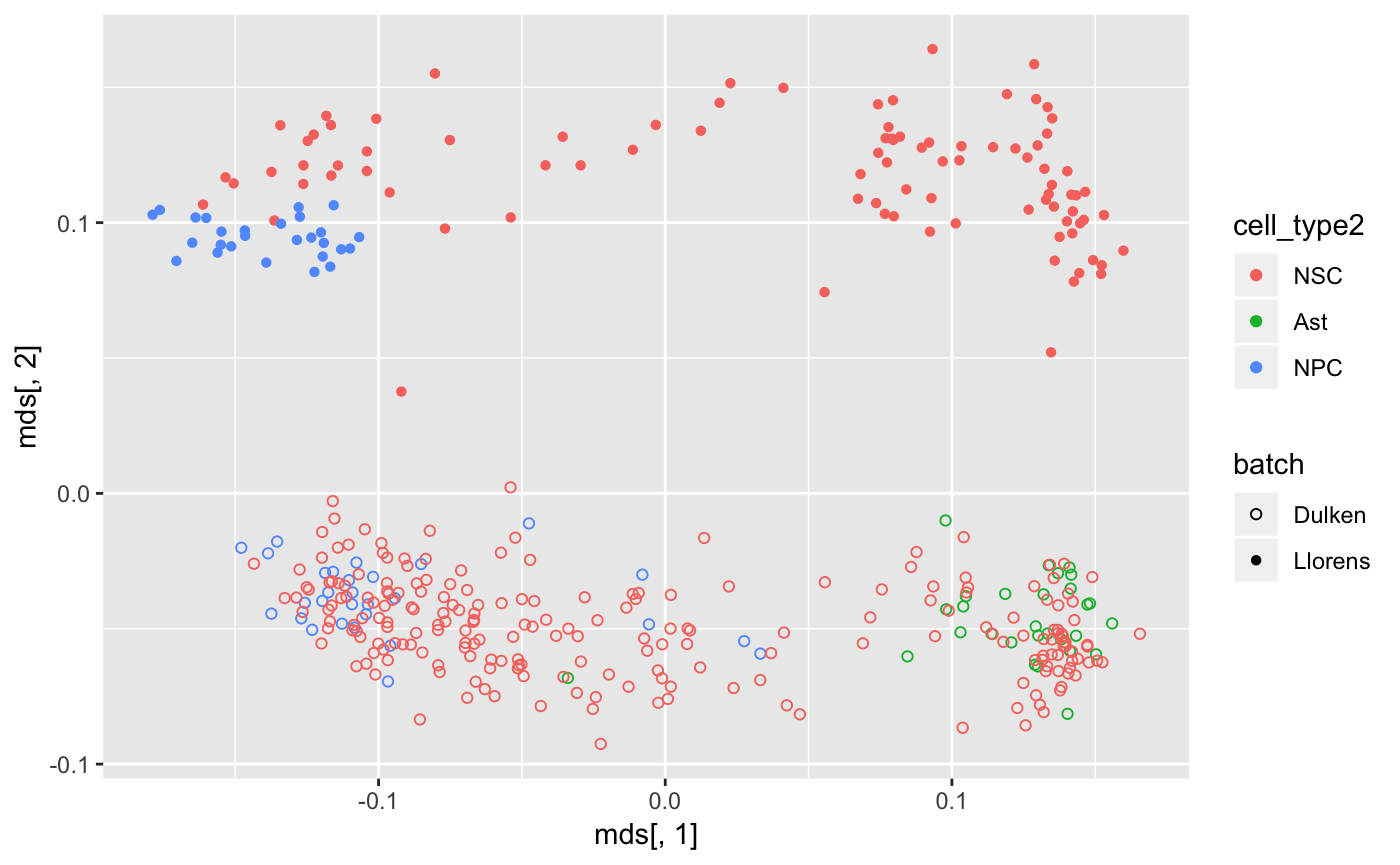 0.1
0.0
-0.1
mds[, 2]
-0.1
0.0
0.1
mds[, 1]
cell_type2
NSC
Ast
NPC
batch
Dulken
Llorens